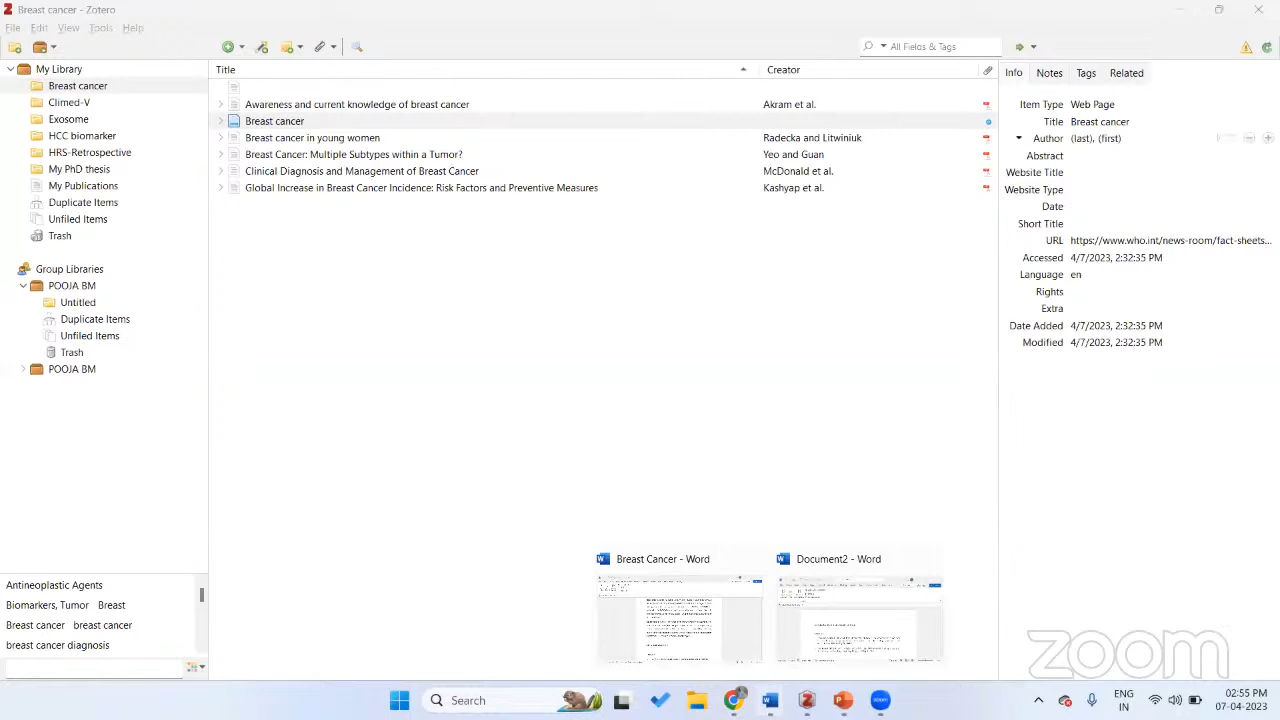 Breast cancer - Zotero
File Edit View Tools Help
All Fields & Tags
My Library
Breast cancer
Clined-V
Exosome
HCC biomarker
HRS-Retrospective
My PhD thesis
My Publications
Duplicate Items
Unfiled Items
Trash
Group Libraries
POOJA BM
Untitled
Duplicate Items
Unfiled Items
Trash
POOJA BM
Antineoplastic Agents
Biomarkers, Tumor Breast
Breast cancer breast cancer
breast cancer diagnosis
Title Creator
Awareness and current knowledge of breast cancer Akram et al.
Breast cancer
Breast cancer in young women Radecka and Litwiniuk
Breast Cancer: Multiple Subtypes within a Tumor? Yeo and Guan
Clinical Diagnosis and Management of Breast Cancer McDonald et al.
Global Increase in Breast Cancer Incidence: Risk Factors and Preventive Measures Kashyap et al.
Info Notes Tags Related
Item Type Web Page
Title Breast cancer
Author (last), (first)
Abstract
Website Title
Website Type
Date
Short Title
URL https://www.who.int/news-room/fact-sheets...
Accessed 4/7/2023, 2:32:35 PM
Language en
Rights
Extra
Date Added 4/7/2023, 2:32:35 PM
Modified 4/7/2023, 2:32:35 PM
Breast Cancer - Word
Document2 - Word
zoom
Search
zoom
ENG
IN
02:55 PM
07-04-2023